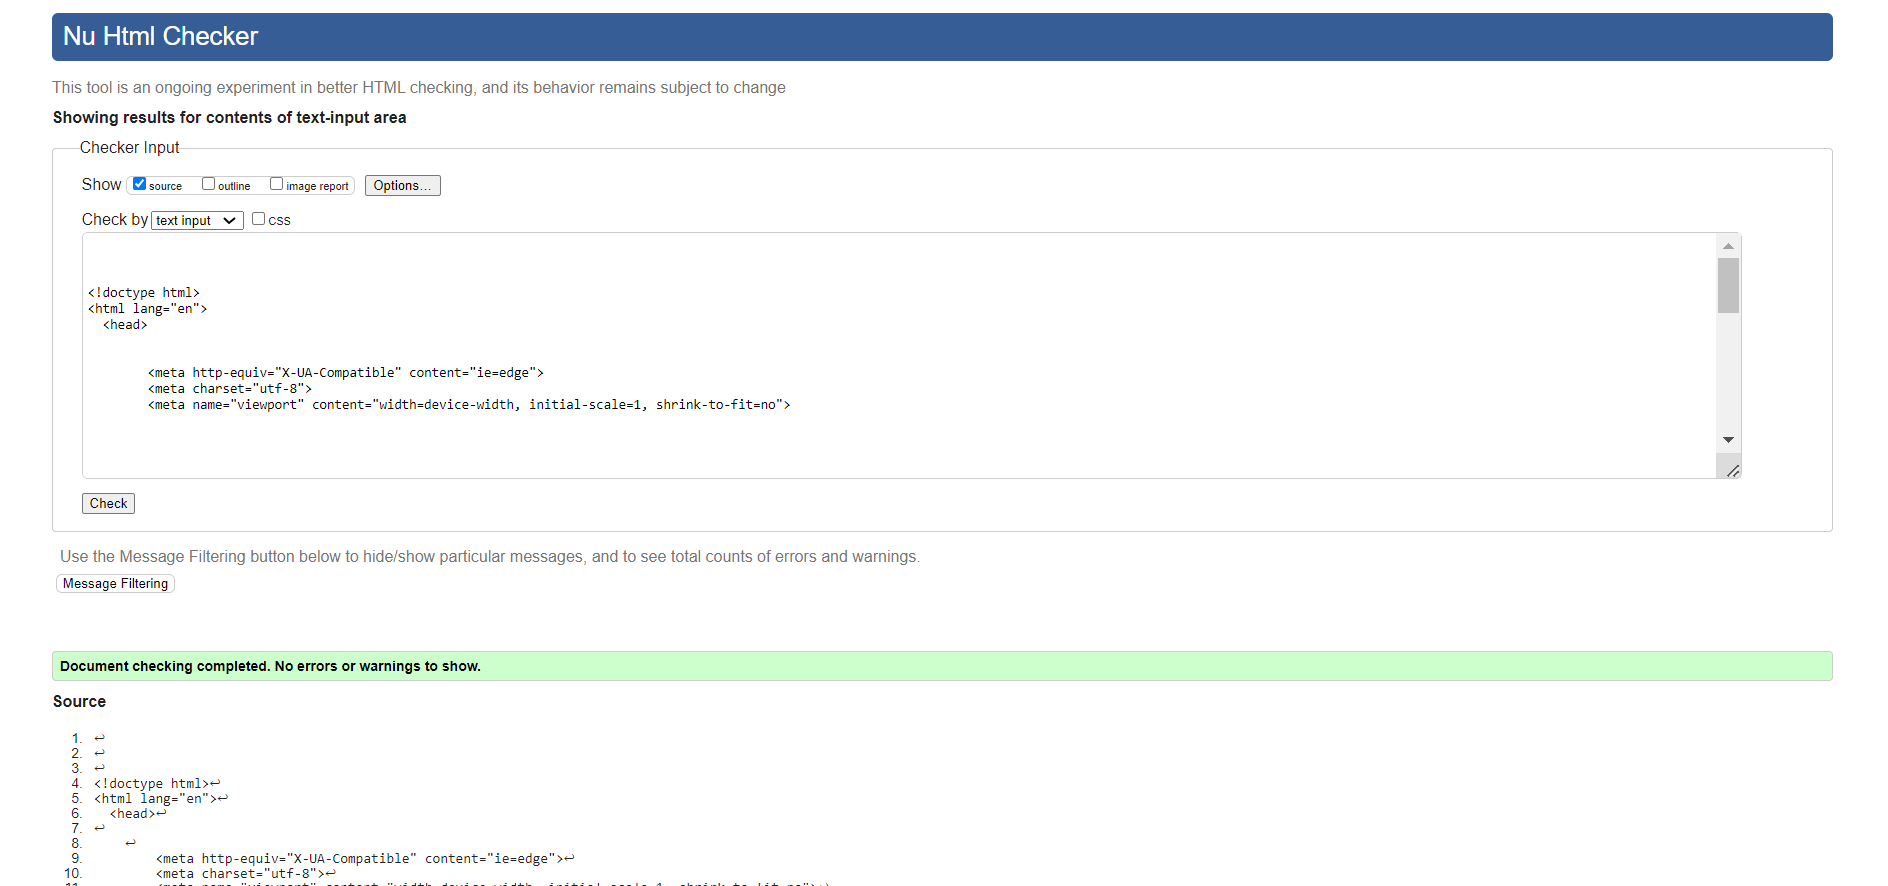 Nu Html Checker
This tool is an ongoing experiment in better HTML checking, and its behavior remains subject to change
Showing results for contents of text-input area
Checker Input
Show source outline image report Options...
Check by text input css
<!doctype html>
<html lang="en">
<head>
<meta http-equiv="X-UA-Compatible" content="ie=edge">
<meta charset="utf-8">
<meta name="viewport" content="width=device-width, initial-scale=1, shrink-to-fit=no">
Check
Use the Message Filtering button below to hide/show particular messages, and to see total counts of errors and warnings.
Message Filtering
Document checking completed. No errors or warnings to show.
Source
1. ↩
2. ↩
3. ↩
4. <!doctype html>↩
5. <html lang="en">↩
6. <head>↩
7. ↩
8. ↩
9. <meta http-equiv="X-UA-Compatible" content="ie=edge">↩
10. <meta charset="utf-8">↩